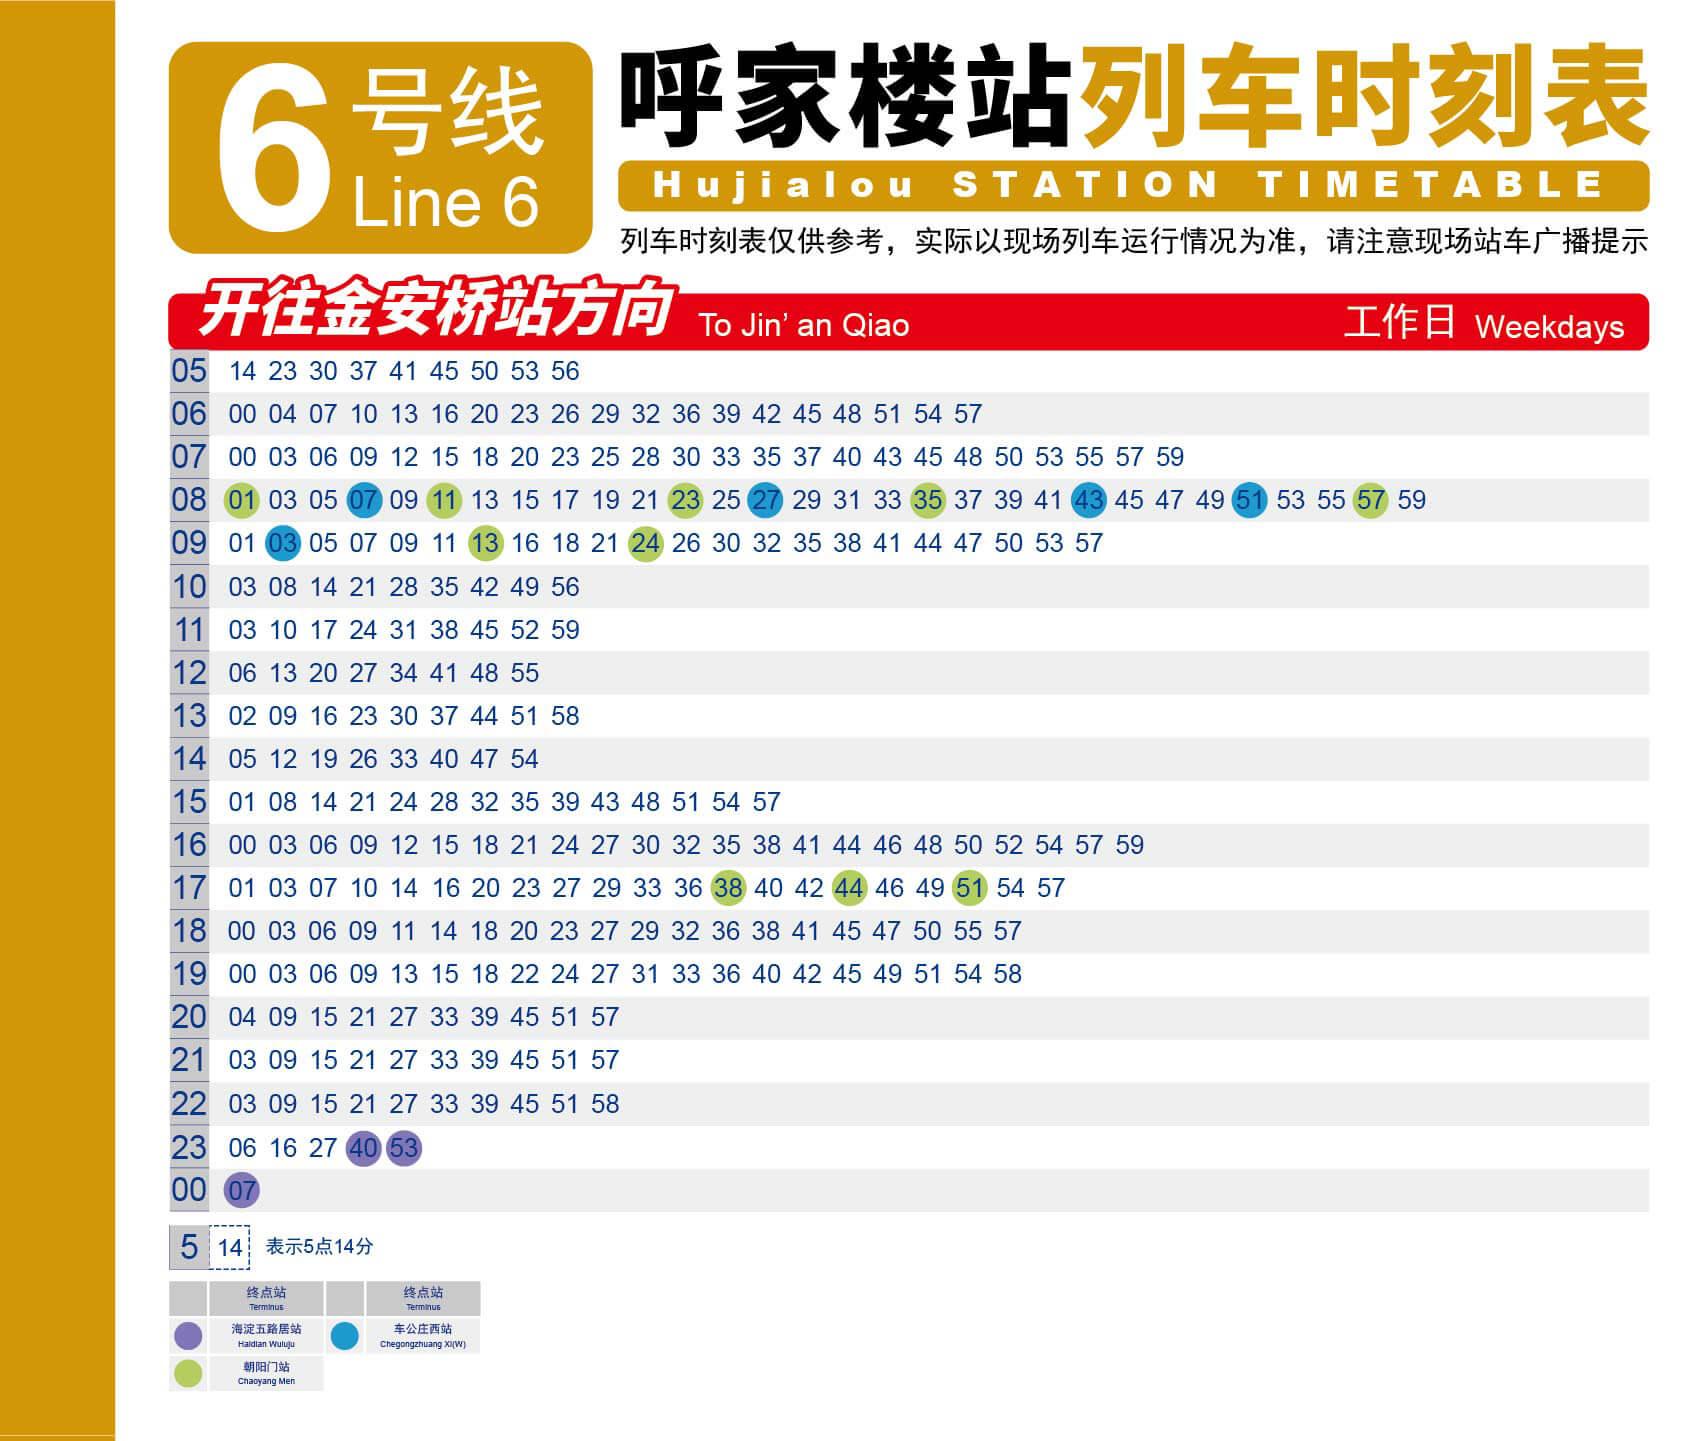 6 号线
Line 6
呼家楼站列车时刻表
Hujialou STATION TIMETABLE
列车时刻表仅供参考，实际以现场列车运行情况为准，请注意现场站车广播提示
开往金安桥站方向 To Jin’ an Qiao 工作日 Weekdays
05 14 23 30 37 41 45 50 53 56
06 00 04 07 10 13 16 20 23 26 29 32 36 39 42 45 48 51 54 57
07 00 03 06 09 12 15 18 20 23 25 28 30 33 35 37 40 43 45 48 50 53 55 57 59
08 01 03 05 07 09 11 13 15 17 19 21 23 25 27 29 31 33 35 37 39 41 43 45 47 49 51 53 55 57 59
09 01 03 05 07 09 11 13 16 18 21 24 26 30 32 35 38 41 44 47 50 53 57
10 03 08 14 21 28 35 42 49 56
11 03 10 17 24 31 38 45 52 59
12 06 13 20 27 34 41 48 55
13 02 09 16 23 30 37 44 51 58
14 05 12 19 26 33 40 47 54
15 01 08 14 21 24 28 32 35 39 43 48 51 54 57
16 00 03 06 09 12 15 18 21 24 27 30 32 35 38 41 44 46 48 50 52 54 57 59
17 01 03 07 10 14 16 20 23 27 29 33 36 38 40 42 44 46 49 51 54 57
18 00 03 06 09 11 14 18 20 23 27 29 32 36 38 41 45 47 50 55 57
19 00 03 06 09 13 15 18 22 24 27 31 33 36 40 42 45 49 51 54 58
20 04 09 15 21 27 33 39 45 51 57
21 03 09 15 21 27 33 39 45 51 57
22 03 09 15 21 27 33 39 45 51 58
23 06 16 27 40 53
00 07
5 14 表示5点14分
终点站 终点站
Terminus Terminus
海淀五路居站 车公庄西站
Haidian Wuluju Chegongzhuang Xi(W)
朝阳门站
Chaoyang Men